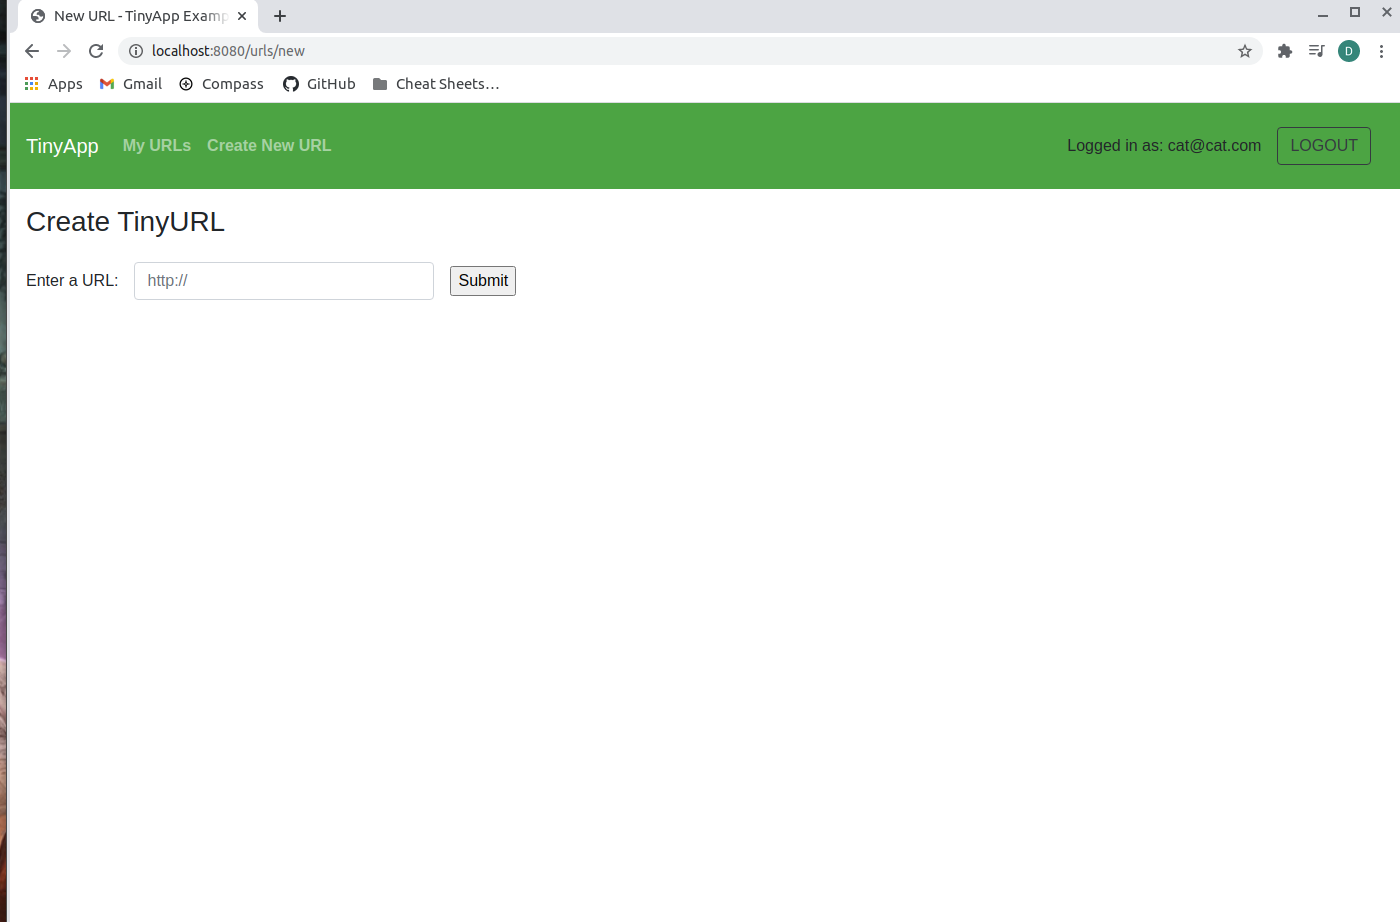 New URL - TinyApp Examp
localhost:8080/urls/new
D
Apps Gmail Compass GitHub Cheat Sheets…
TinyApp My URLs Create New URL Logged in as: cat@cat.com LOGOUT
Create TinyURL
Enter a URL: http:// Submit